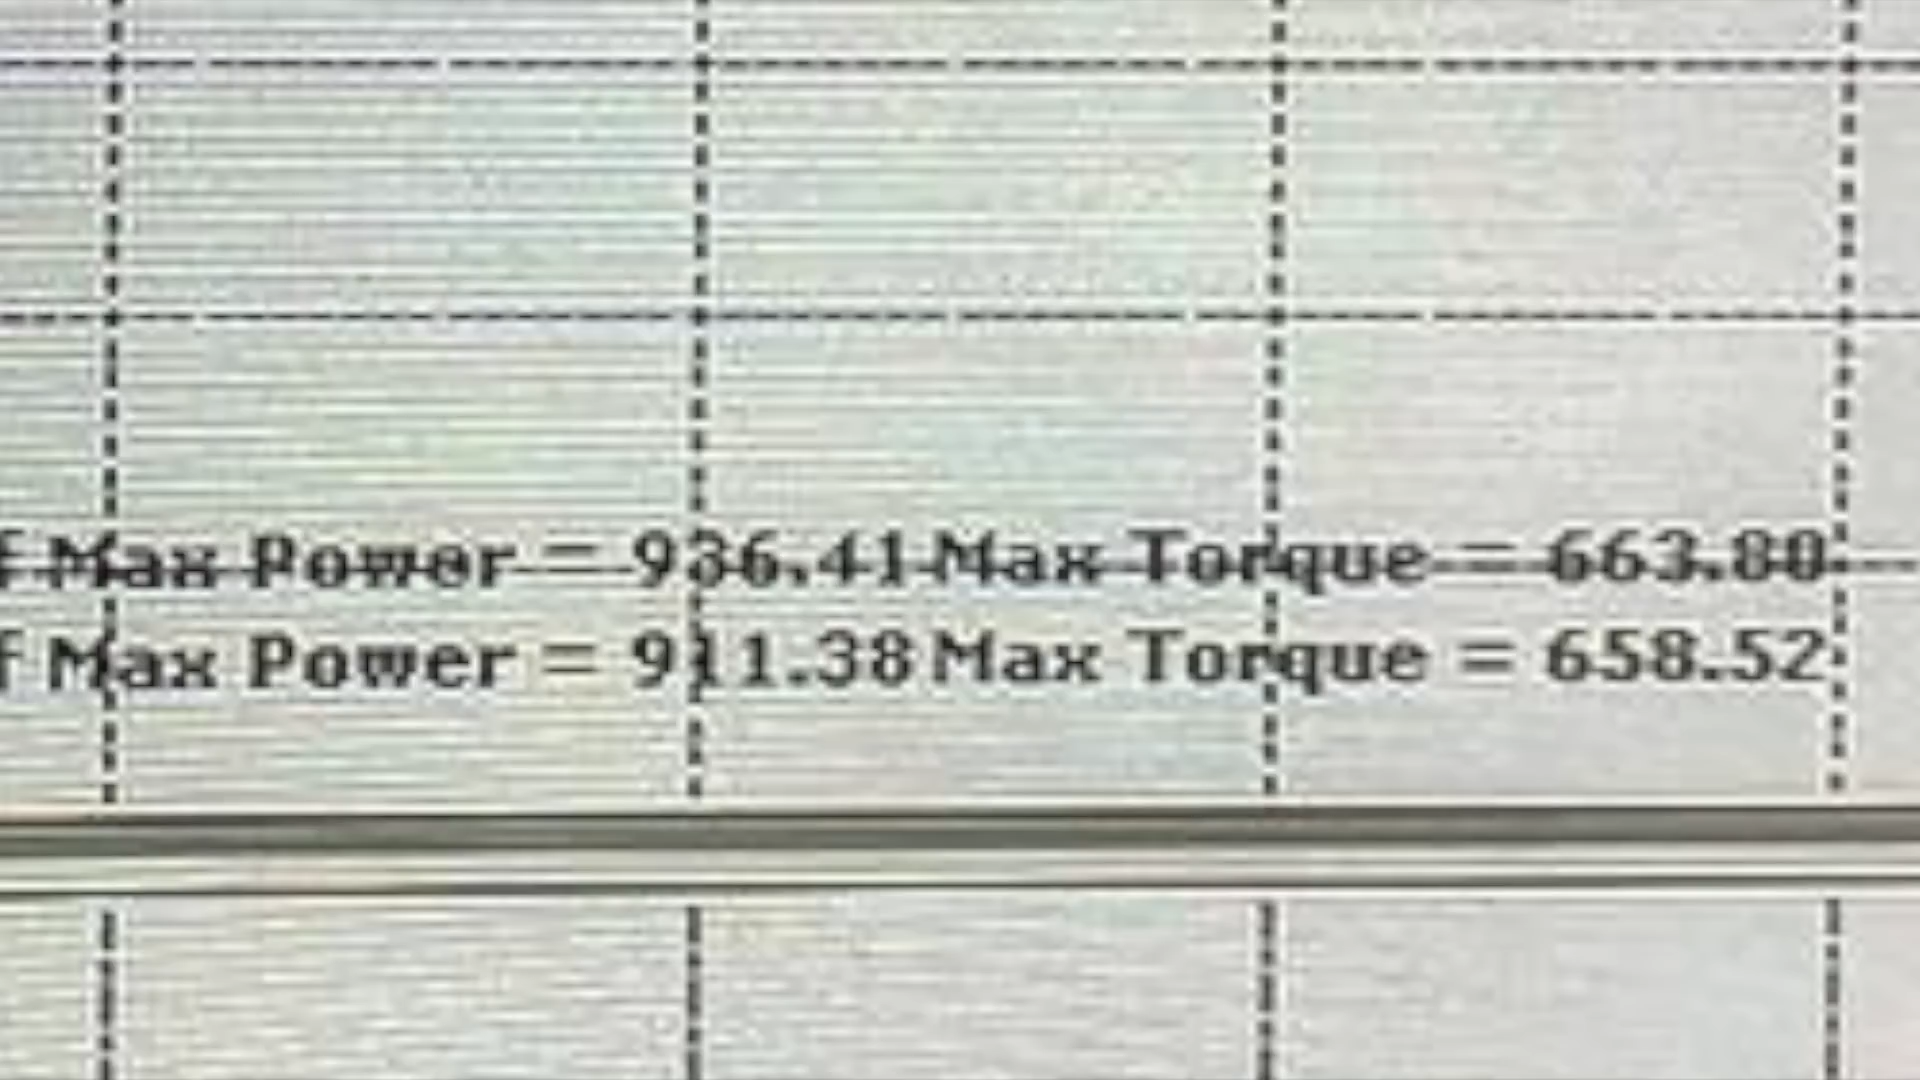 f Max Power = 936.41 Max Torque = 663.80
f Max Power = 911.38 Max Torque = 658.52